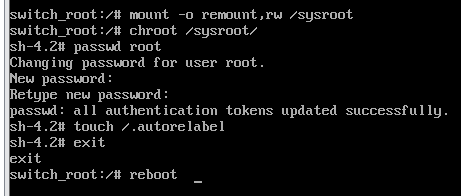 switch_root:/# mount -o remount,rw /sysroot
switch_root:/# chroot /sysroot/
sh-4.2# passwd root
Changing password for user root.
New password:
Retype new password:
passwd: all authentication tokens updated successfully.
sh-4.2# touch /.autorelabel
sh-4.2# exit
exit
switch_root:/# reboot _